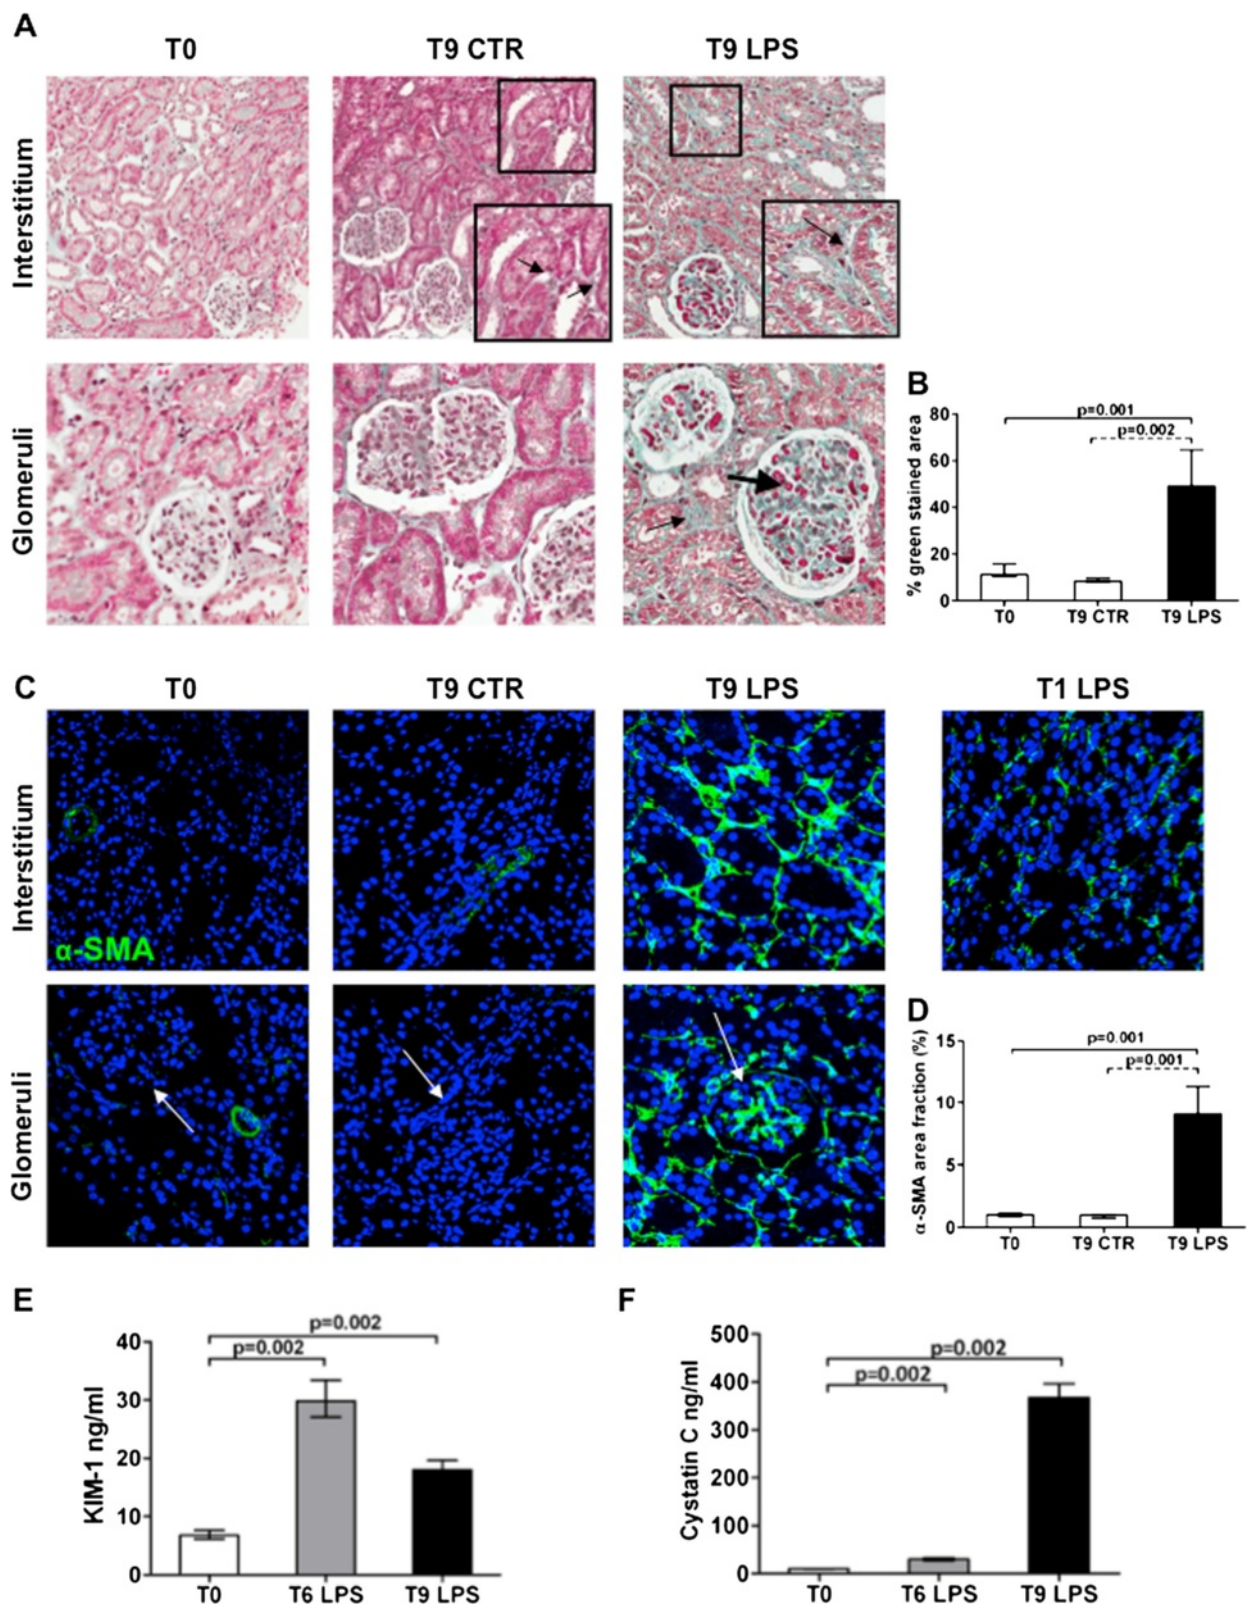 A
T0 T9 CTR T9 LPS
Interstitium
Glomeruli
B
% green stained area
80
60
40
20
0
p=0.001
p=0.002
T0 T9 CTR T9 LPS
C
T0 T9 CTR T9 LPS T1 LPS
Interstitium
α-SMA
Glomeruli
D
α-SMA area fraction (%)
15
10
5
0
p=0.001
p=0.001
T0 T9 CTR T9 LPS
E
KIM-1 ng/ml
40
30
20
10
0
p=0.002
p=0.002
T0 T6 LPS T9 LPS
F
Cystatin C ng/ml
500
400
300
200
100
0
p=0.002
p=0.002
T0 T6 LPS T9 LPS